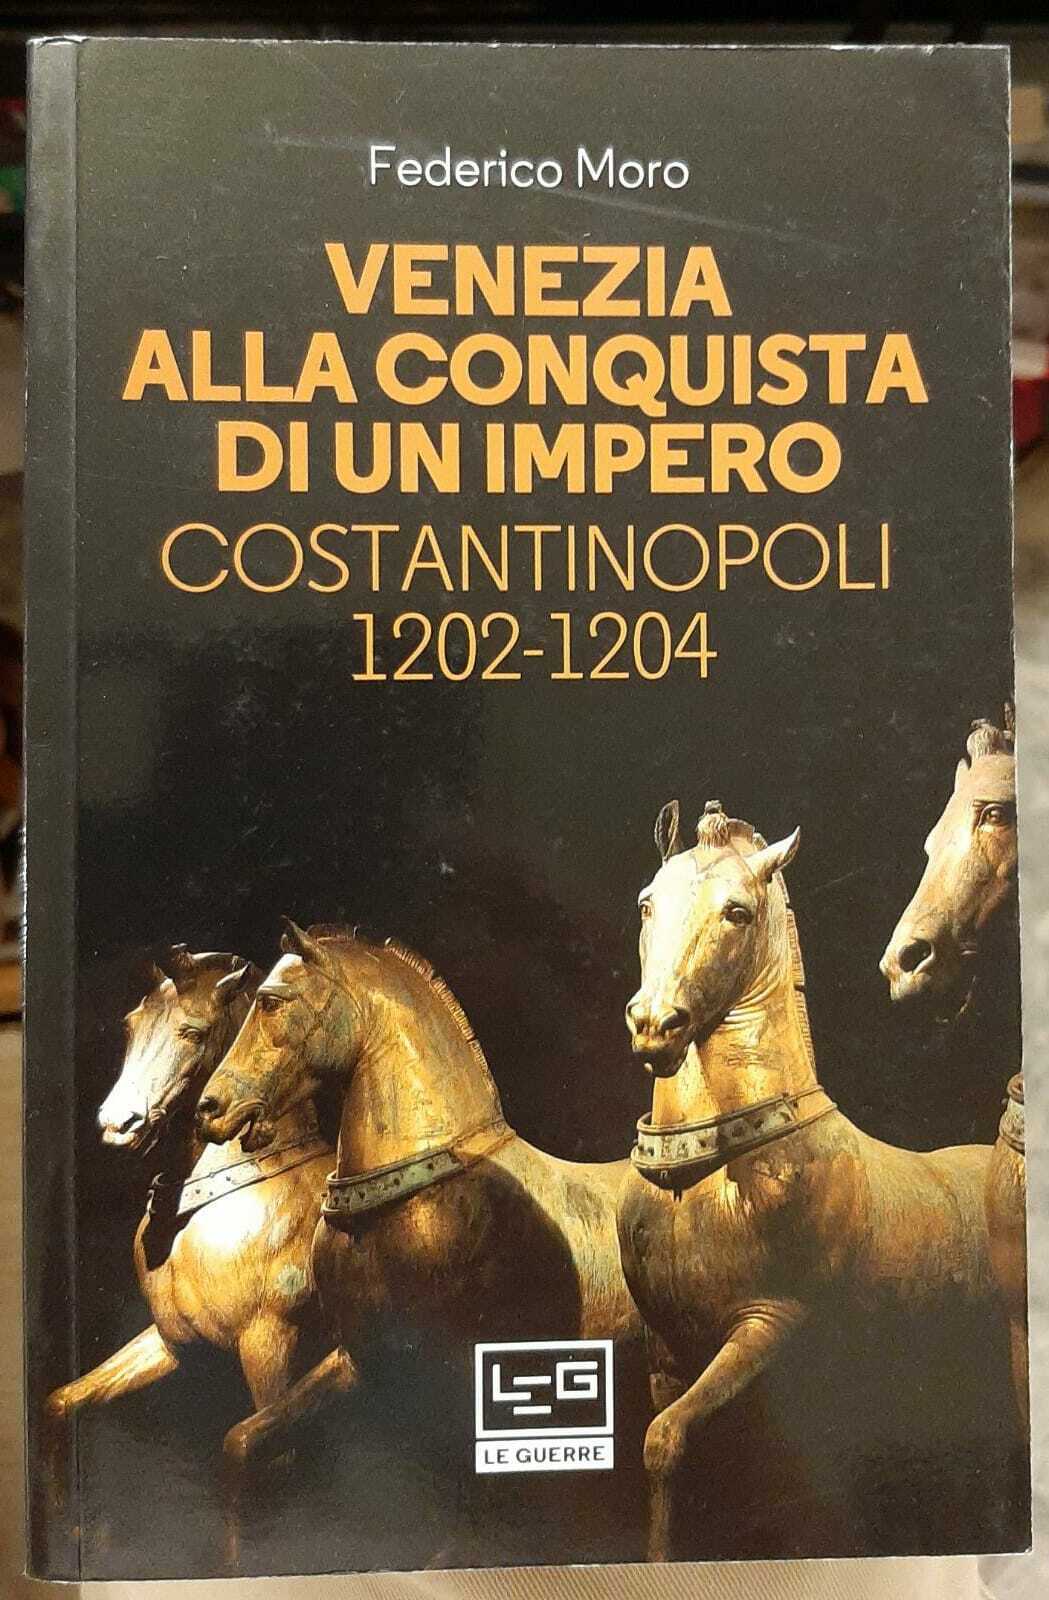 Federico Moro
VENEZIA
ALLA CONQUISTA
DI UN IMPERO
COSTANTINOPOLI
1202-1204
LEG
LE GUERRE